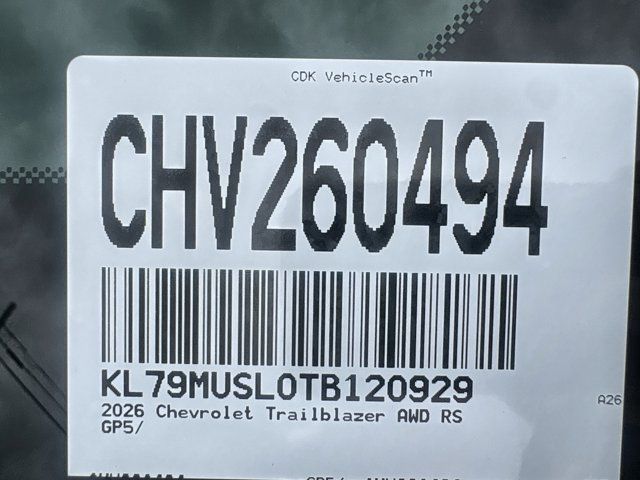 CDK VehicleScan™
CHV260494
KL79MUSL0TB120929
2026 Chevrolet Trailblazer AWD RS
GP5/
A26